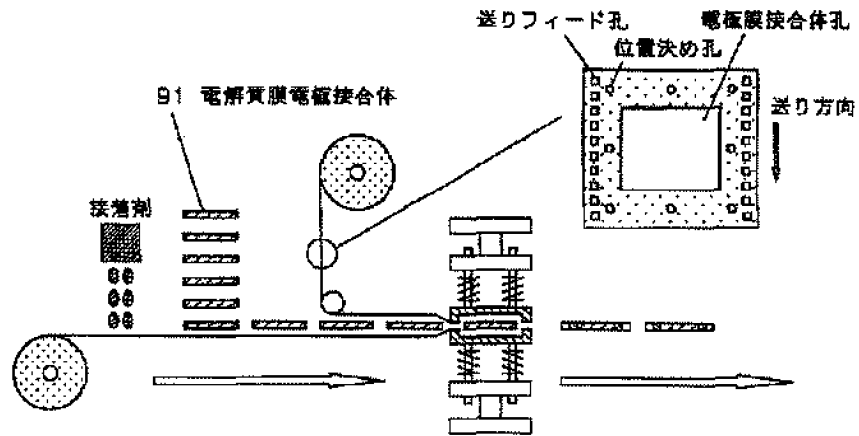 送りフィード孔
電極膜接合体孔
位置決め孔
91 電解質膜電極接合体
送り方向
接着剤